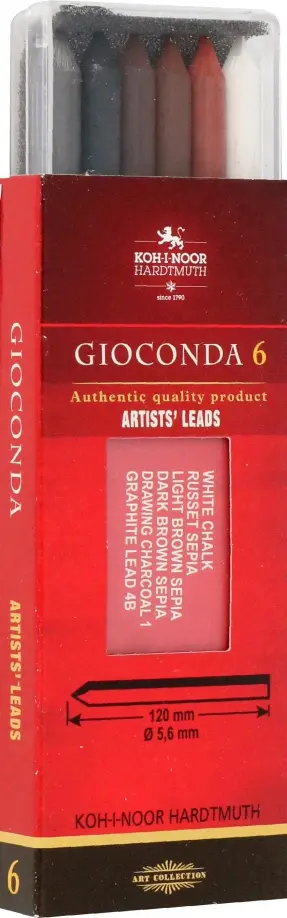 KOH-I-NOOR
HARDTMUTH
since 1790
GIOCONDA 6
Authentic quality product
ARTISTS' LEADS
WHITE CHALK
RUSSET SEPIA
LIGHT BROWN SEPIA
DARK BROWN SEPIA
DRAWING CHARCOAL 1
GRAPHITE LEAD 4B
120 mm
Ø 5,6 mm
KOH-I-NOOR HARDTMUTH
ART COLLECTION
GIOCONDA
ARTISTS' LEADS
6